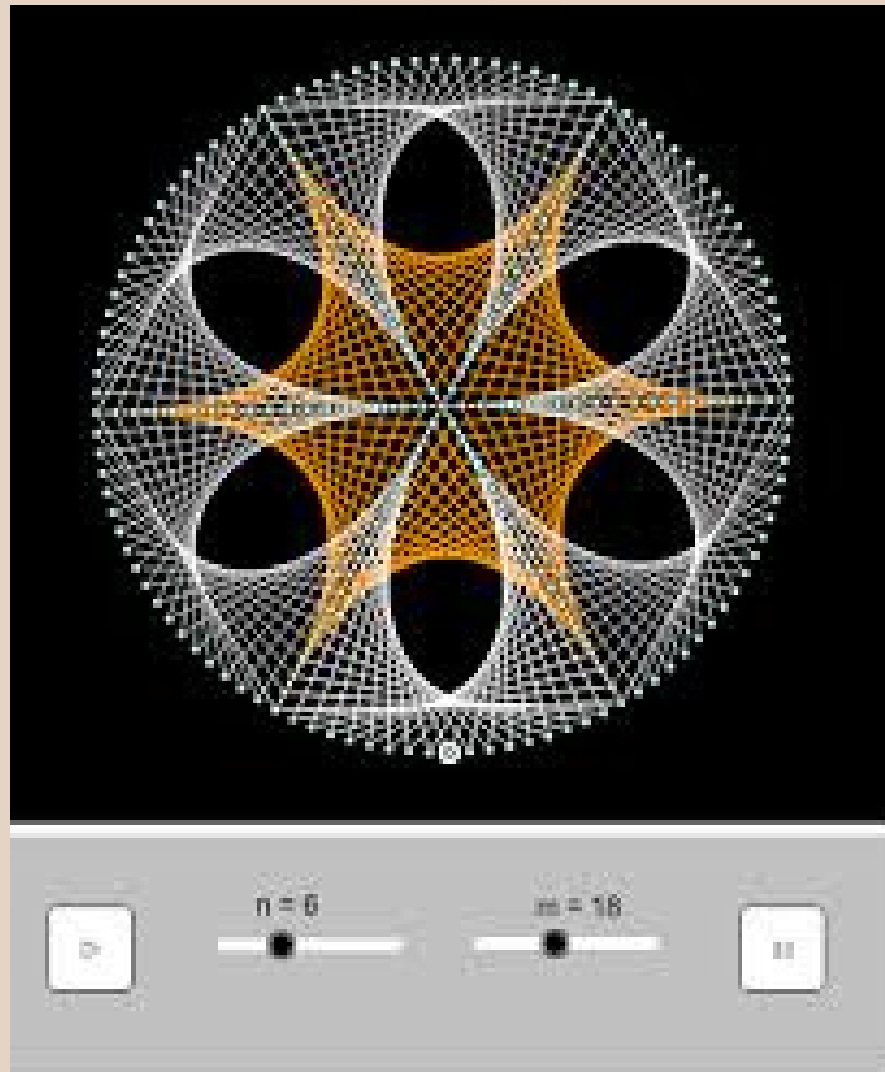 n = 6
m = 18